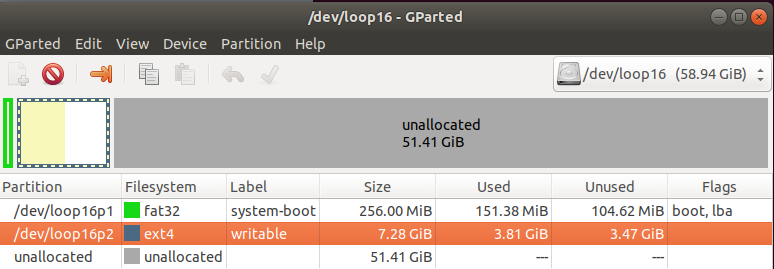 /dev/loop16 - GParted
GParted Edit View Device Partition Help
/dev/loop16 (58.94 GiB)
unallocated
51.41 GiB
Partition Filesystem Label Size Used Unused Flags
/dev/loop16p1 fat32 system-boot 256.00 MiB 151.38 MiB 104.62 MiB boot, lba
/dev/loop16p2 ext4 writable 7.28 GiB 3.81 GiB 3.47 GiB
unallocated unallocated 51.41 GiB --- ---